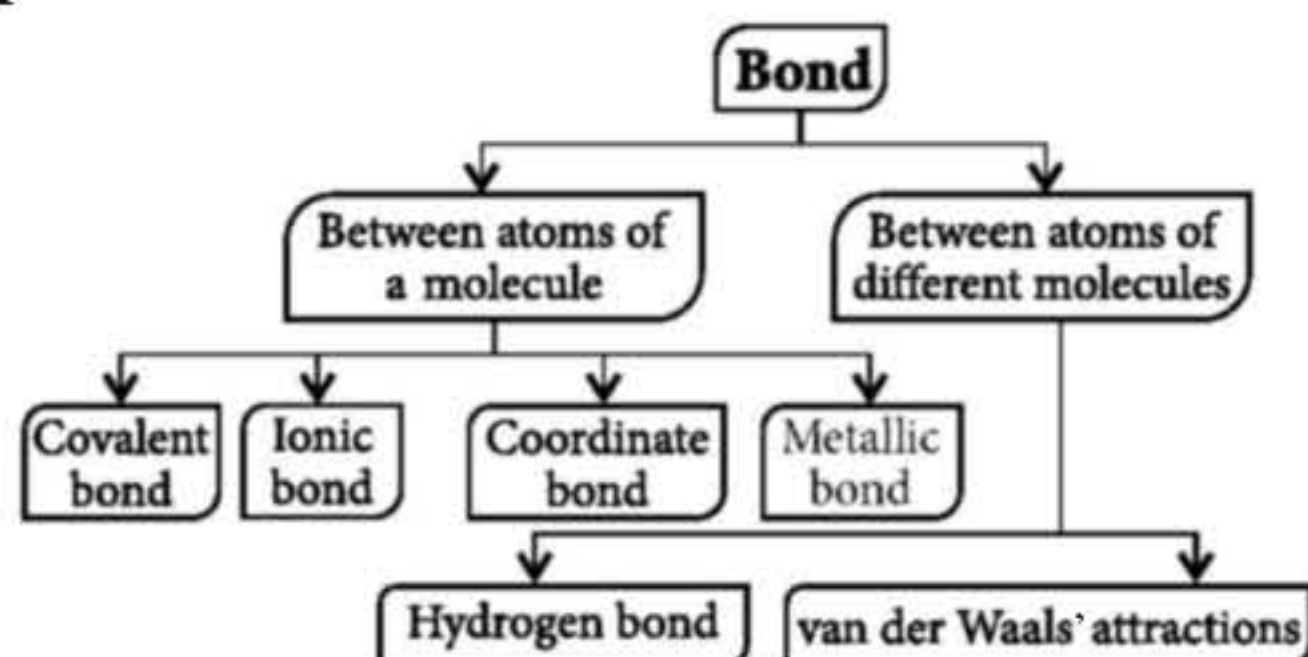 Bond
Between atoms of
a molecule
Between atoms of
different molecules
Covalent
bond
Ionic
bond
Coordinate
bond
Metallic
bond
Hydrogen bond
van der Waals' attractions